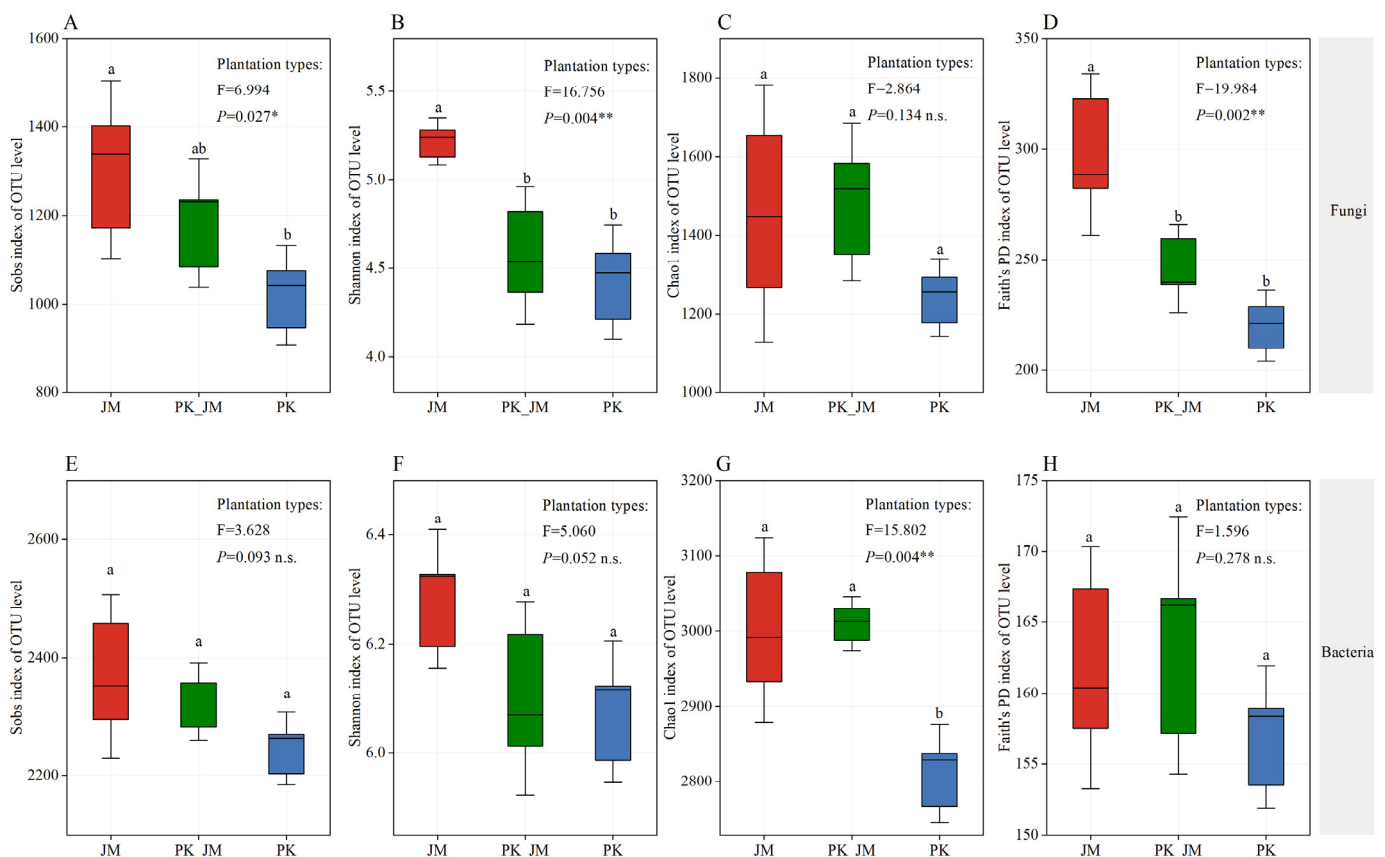 A
Sobs index of OTU level
1600
1400
1200
1000
800
Plantation types:
F=6.994
P=0.027*
a
ab
b
JM
PK_JM
PK
B
Shannon index of OTU level
5.5
5.0
4.5
4.0
Plantation types:
F=16.756
P=0.004**
a
b
b
JM
PK_JM
PK
C
Chao1 index of OTU level
1800
1600
1400
1200
1000
Plantation types:
F−2.864
P=0.134 n.s.
a
a
a
JM
PK_JM
PK
D
Faith's PD index of OTU level
350
300
250
200
Plantation types:
F−19.984
P=0.002**
a
b
b
JM
PK_JM
PK
Fungi
E
Sobs index of OTU level
2600
2400
2200
Plantation types:
F=3.628
P=0.093 n.s.
a
a
a
JM
PK_JM
PK
F
Shannon index of OTU level
6.4
6.2
6.0
Plantation types:
F=5.060
P=0.052 n.s.
a
a
a
JM
PK_JM
PK
G
Chao1 index of OTU level
3200
3100
3000
2900
2800
Plantation types:
F=15.802
P=0.004**
a
a
b
JM
PK_JM
PK
H
Faith's PD index of OTU level
175
170
165
160
155
150
Plantation types:
F=1.596
P=0.278 n.s.
a
a
a
JM
PK_JM
PK
Bacteria